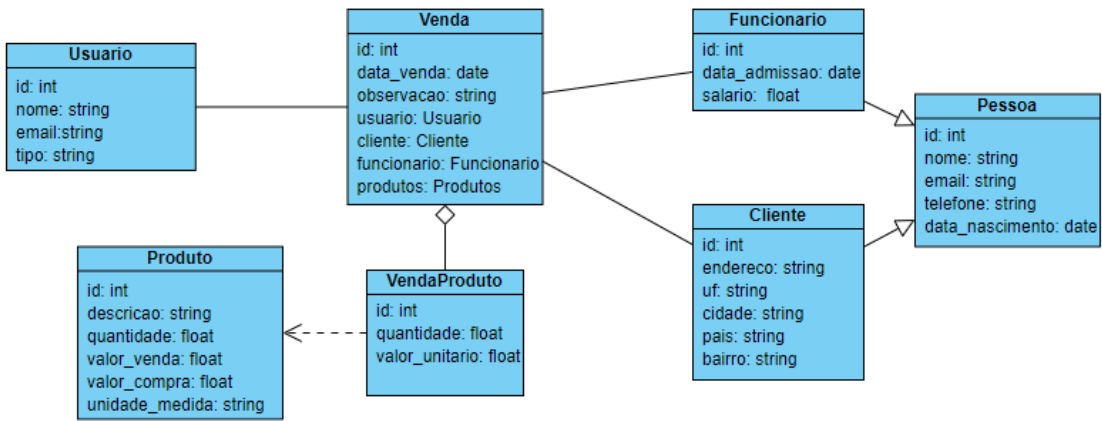 Usuario
id: int
nome: string
email:string
tipo: string
Venda
id: int
data_venda: date
observacao: string
usuario: Usuario
cliente: Cliente
funcionario: Funcionario
produtos: Produtos
Funcionario
id: int
data_admissao: date
salario: float
Pessoa
id: int
nome: string
email: string
telefone: string
data_nascimento: date
Cliente
id: int
endereco: string
uf: string
cidade: string
pais: string
bairro: string
Produto
id: int
descricao: string
quantidade: float
valor_venda: float
valor_compra: float
unidade_medida: string
VendaProduto
id: int
quantidade: float
valor_unitario: float